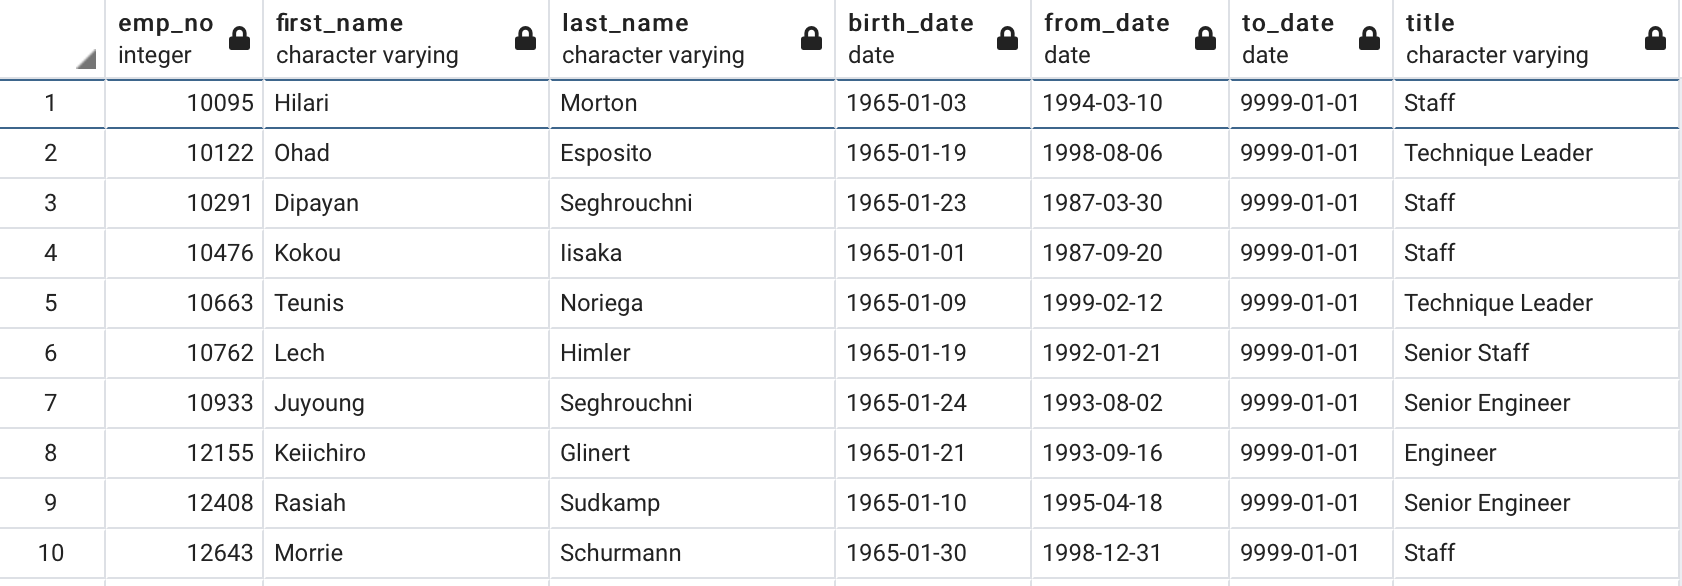 emp_no first_name last_name birth_date from_date to_date title
integer character varying character varying date date date character varying
1 10095 Hilari Morton 1965-01-03 1994-03-10 9999-01-01 Staff
2 10122 Ohad Esposito 1965-01-19 1998-08-06 9999-01-01 Technique Leader
3 10291 Dipayan Seghrouchni 1965-01-23 1987-03-30 9999-01-01 Staff
4 10476 Kokou Iisaka 1965-01-01 1987-09-20 9999-01-01 Staff
5 10663 Teunis Noriega 1965-01-09 1999-02-12 9999-01-01 Technique Leader
6 10762 Lech Himler 1965-01-19 1992-01-21 9999-01-01 Senior Staff
7 10933 Juyoung Seghrouchni 1965-01-24 1993-08-02 9999-01-01 Senior Engineer
8 12155 Keiichiro Glinert 1965-01-21 1993-09-16 9999-01-01 Engineer
9 12408 Rasiah Sudkamp 1965-01-10 1995-04-18 9999-01-01 Senior Engineer
10 12643 Morrie Schurmann 1965-01-30 1998-12-31 9999-01-01 Staff